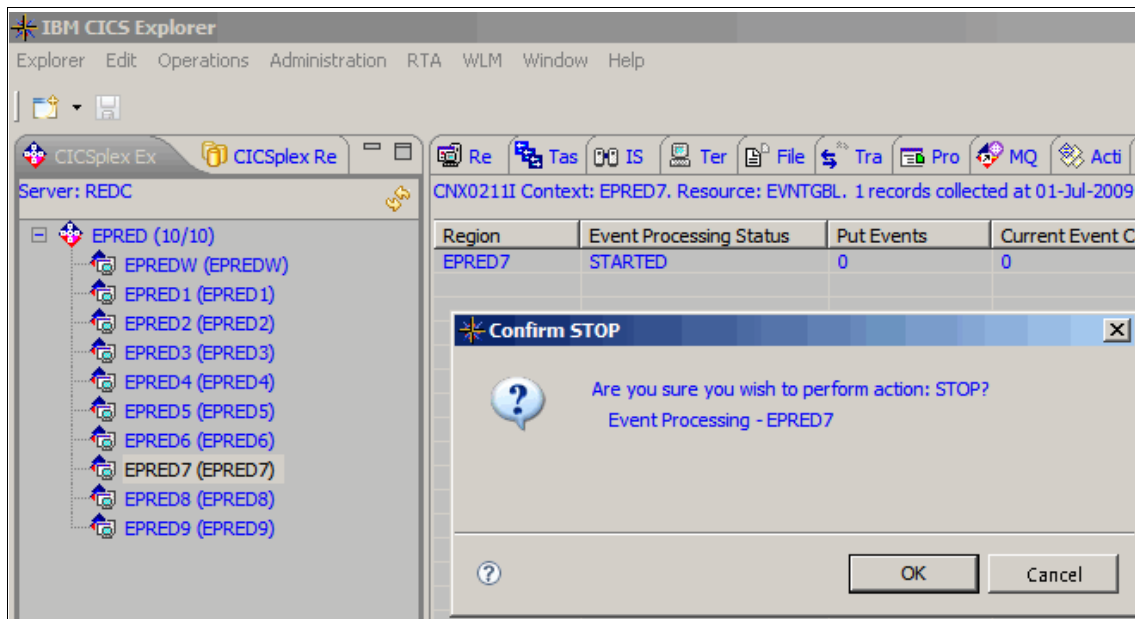 IBM CICS Explorer
Explorer Edit Operations Administration RTA WLM Window Help
CICSplex Ex CICSplex Re
Re Tas IS Ter File Tra Pro MQ Acti
Server: REDC
CNX0211I Context: EPRED7. Resource: EVNTGBL. 1 records collected at 01-Jul-2009
EPRED (10/10)
EPREDW (EPREDW)
EPRED1 (EPRED1)
EPRED2 (EPRED2)
EPRED3 (EPRED3)
EPRED4 (EPRED4)
EPRED5 (EPRED5)
EPRED6 (EPRED6)
EPRED7 (EPRED7)
EPRED8 (EPRED8)
EPRED9 (EPRED9)
Region Event Processing Status Put Events Current Event C
EPRED7 STARTED 0 0
Confirm STOP
Are you sure you wish to perform action: STOP?
Event Processing - EPRED7
OK Cancel